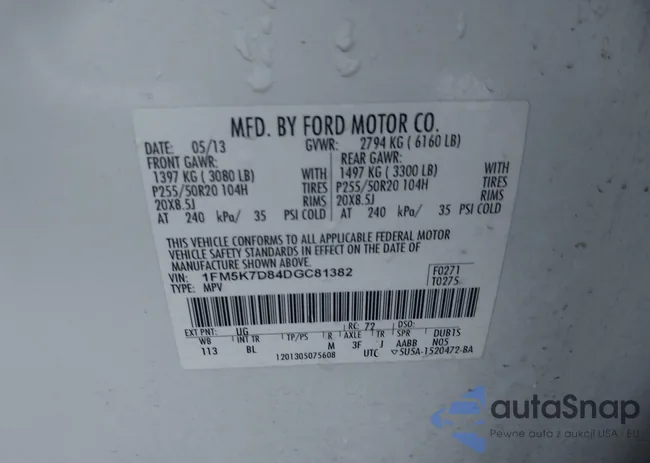 MFD. BY FORD MOTOR CO.
DATE: 05/13 GVWR: 2794 KG ( 6160 LB)
FRONT GAWR: REAR GAWR:
1397 KG ( 3080 LB) WITH 1497 KG ( 3300 LB) WITH
P255/50R20 104H TIRES P255/50R20 104H TIRES
20X8.5J RIMS 20X8.5J RIMS
AT 240 kPa/ 35 PSI COLD AT 240 kPa/ 35 PSI COLD
THIS VEHICLE CONFORMS TO ALL APPLICABLE FEDERAL MOTOR
VEHICLE SAFETY STANDARDS IN EFFECT ON THE DATE OF
MANUFACTURE SHOWN ABOVE.
VIN: 1FM5K7D84DGC81382 F0271
TYPE: MPV T0275
EXT PNT: UG RC: 72 DSO:
WB INT TR TP/PS R AXLE TR SPR DUB1S
113 BL M 3F J AABB N05
1201305075608 UTC ▽5U5A-1520472-BA
autoSnap
Pewne auta z aukcji USA - EU